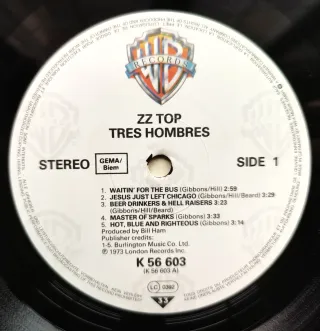 WB
RECORDS
ZZ TOP
TRES HOMBRES
STEREO GEMA/ Biem SIDE 1
1. WAITIN' FOR THE BUS (Gibbons/Hill) 2:59
2. JESUS JUST LEFT CHICAGO (Gibbons/Hill/Beard) 3:29
3. BEER DRINKERS & HELL RAISERS 3:23
(Gibbons/Hill/Beard)
4. MASTER OF SPARKS (Gibbons) 3:33
5. HOT, BLUE AND RIGHTEOUS (Gibbons) 3:14
Produced by Bill Ham
Publisher credits:
1-5. Burlington Music Co. Ltd.
℗ 1973 London Records Inc.
K 56 603
(K 56 603 A)
LC 0392
33